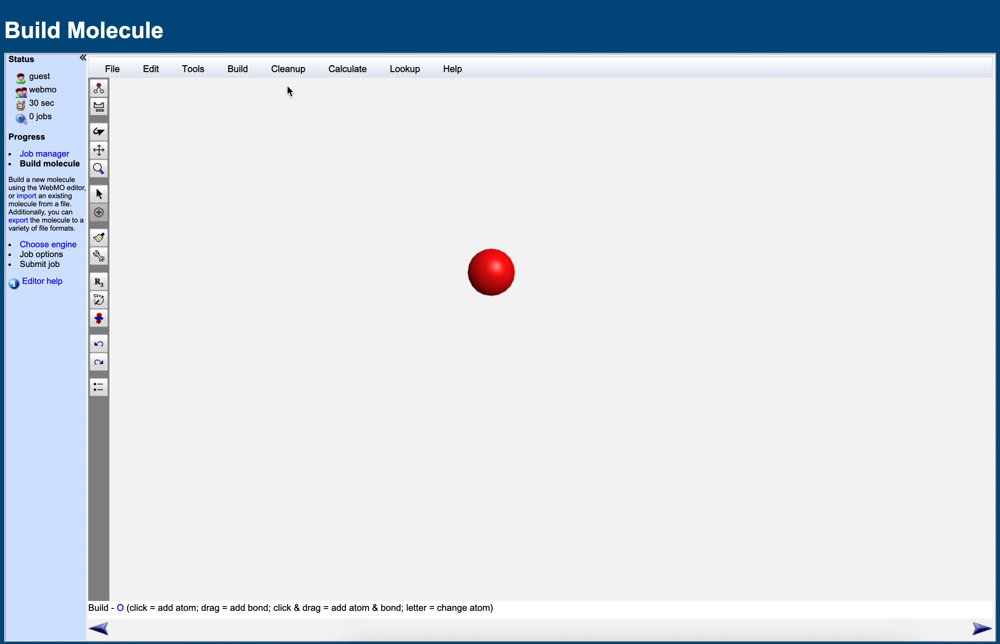 Build Molecule
Status
guest
webmo
30 sec
0 jobs
Progress
Job manager
Build molecule
Build a new molecule
using the WebMO editor,
or import an existing
molecule from a file.
Additionally, you can
export the molecule to a
variety of file formats.
Choose engine
Job options
Submit job
Editor help
File Edit Tools Build Cleanup Calculate Lookup Help
R3
C2v
Build - O (click = add atom; drag = add bond; click & drag = add atom & bond; letter = change atom)